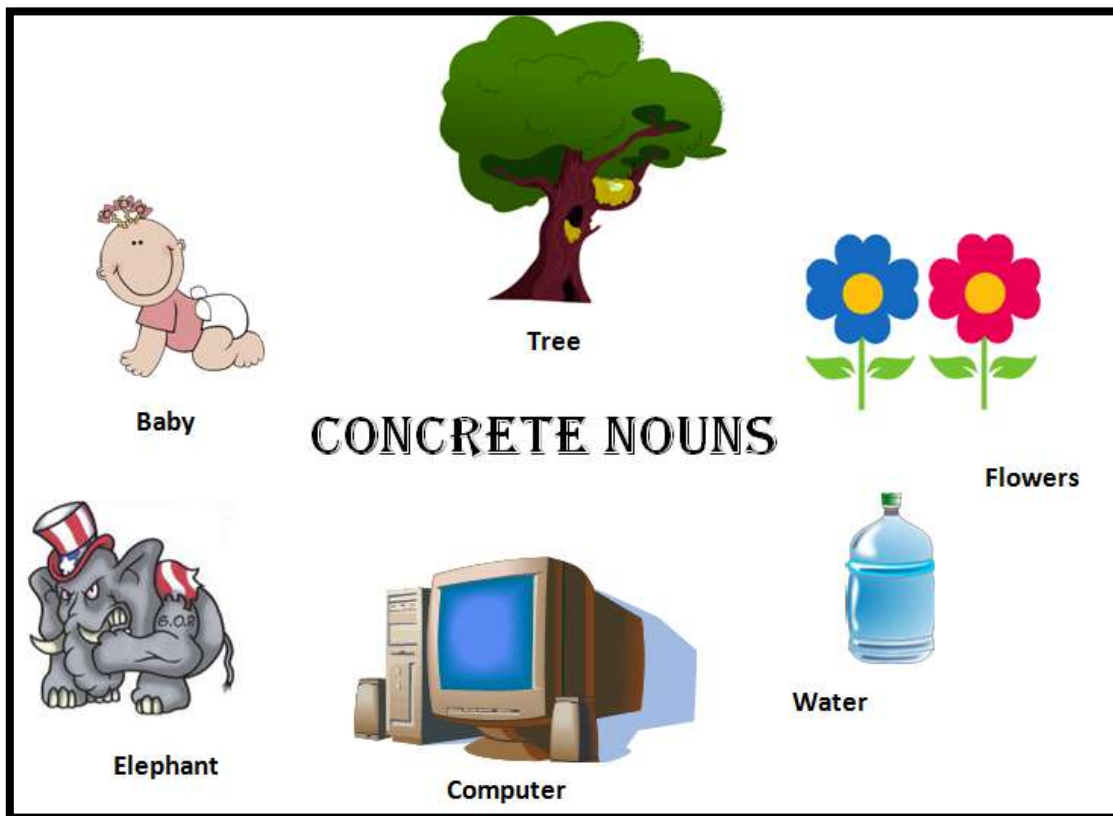 Tree
Baby
CONCRETE NOUNS
Flowers
G.O.P
Water
Elephant
Computer